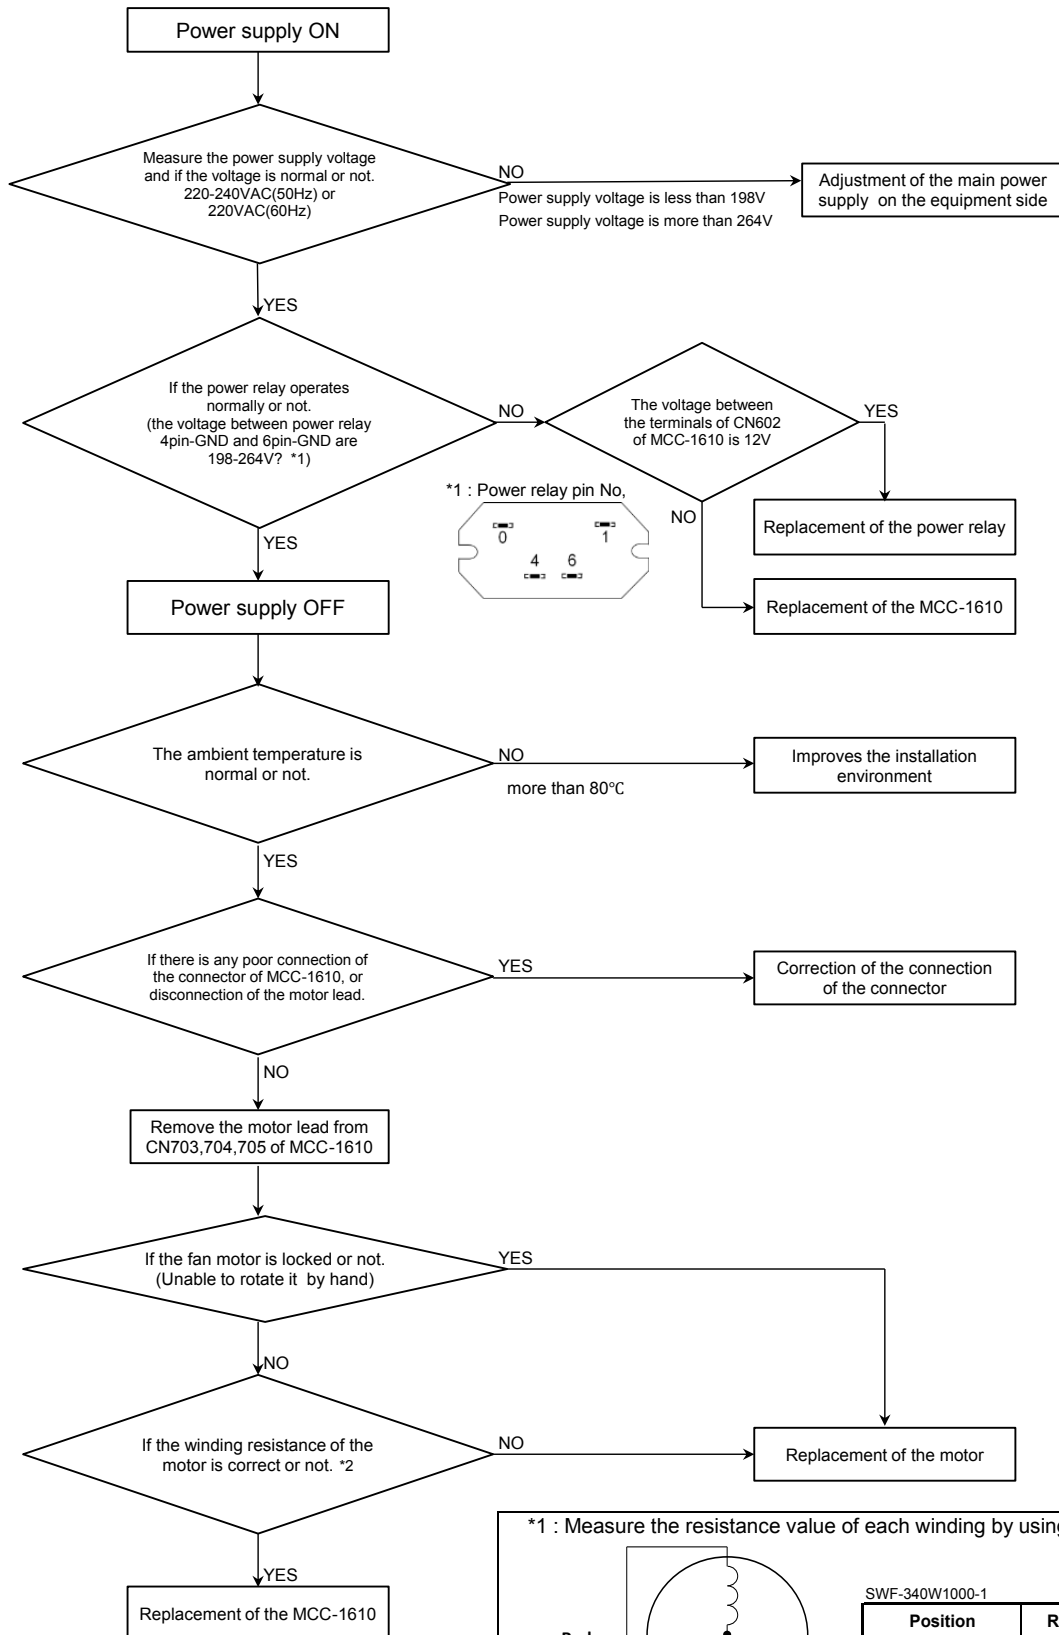 Power supply ON
Measure the power supply voltage
and if the voltage is normal or not.
220-240VAC(50Hz) or
220VAC(60Hz)
NO
Power supply voltage is less than 198V
Power supply voltage is more than 264V
Adjustment of the main power
supply on the equipment side
YES
If the power relay operates
normally or not.
(the voltage between power relay
4pin-GND and 6pin-GND are
198-264V? *1)
NO
The voltage between
the terminals of CN602
of MCC-1610 is 12V
YES
Replacement of the power relay
NO
Replacement of the MCC-1610
*1 : Power relay pin No,
0
1
4 6
YES
Power supply OFF
The ambient temperature is
normal or not.
NO
more than 80℃
Improves the installation
environment
YES
If there is any poor connection of
the connector of MCC-1610, or
disconnection of the motor lead.
YES
Correction of the connection
of the connector
NO
Remove the motor lead from
CN703,704,705 of MCC-1610
If the fan motor is locked or not.
(Unable to rotate it by hand)
YES
NO
If the winding resistance of the
motor is correct or not. *2
NO
Replacement of the motor
YES
Replacement of the MCC-1610
*1 : Measure the resistance value of each winding by using
SWF-340W1000-1
Position